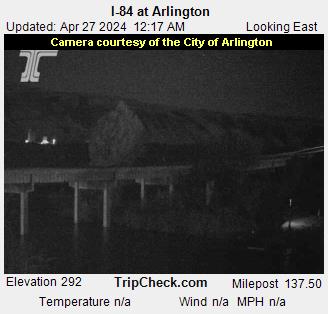 I-84 at Arlington
Updated: Apr 27 2024 12:17 AM Looking East
Camera courtesy of the City of Arlington
Elevation 292 TripCheck.com Milepost 137.50
Temperature n/a Wind n/a MPH n/a